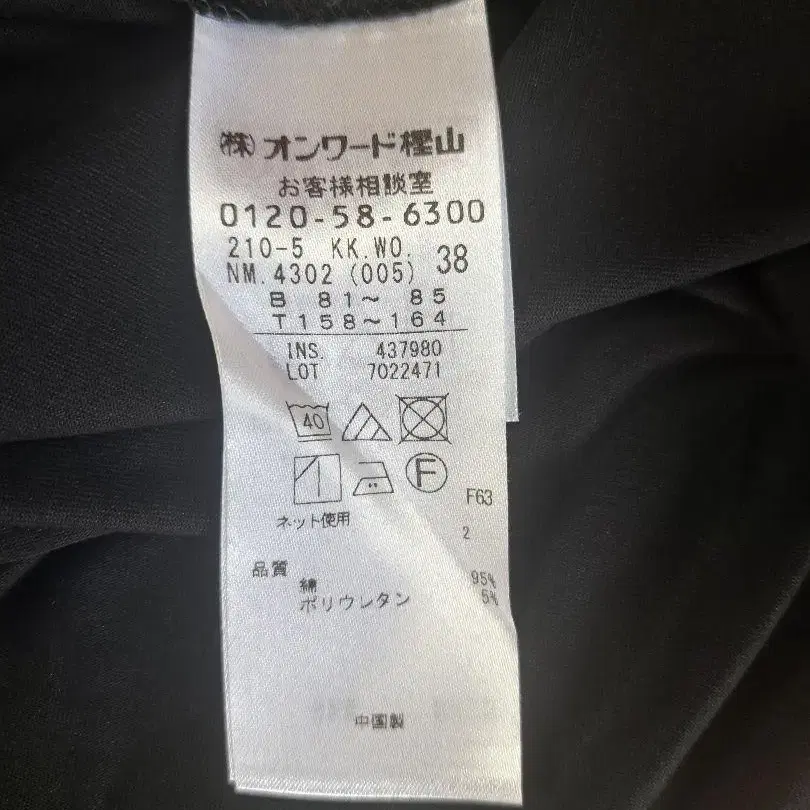 ㈱オンワード樫山
お客様相談室
0120-58-6300
210-5 KK.WO.
NM.4302 (005) 38
B 81～ 85
T158～164
INS. 437980
LOT 7022471
40
F
F63
ネット使用
2
品質
綿 95%
ポリウレタン 5%
中国製